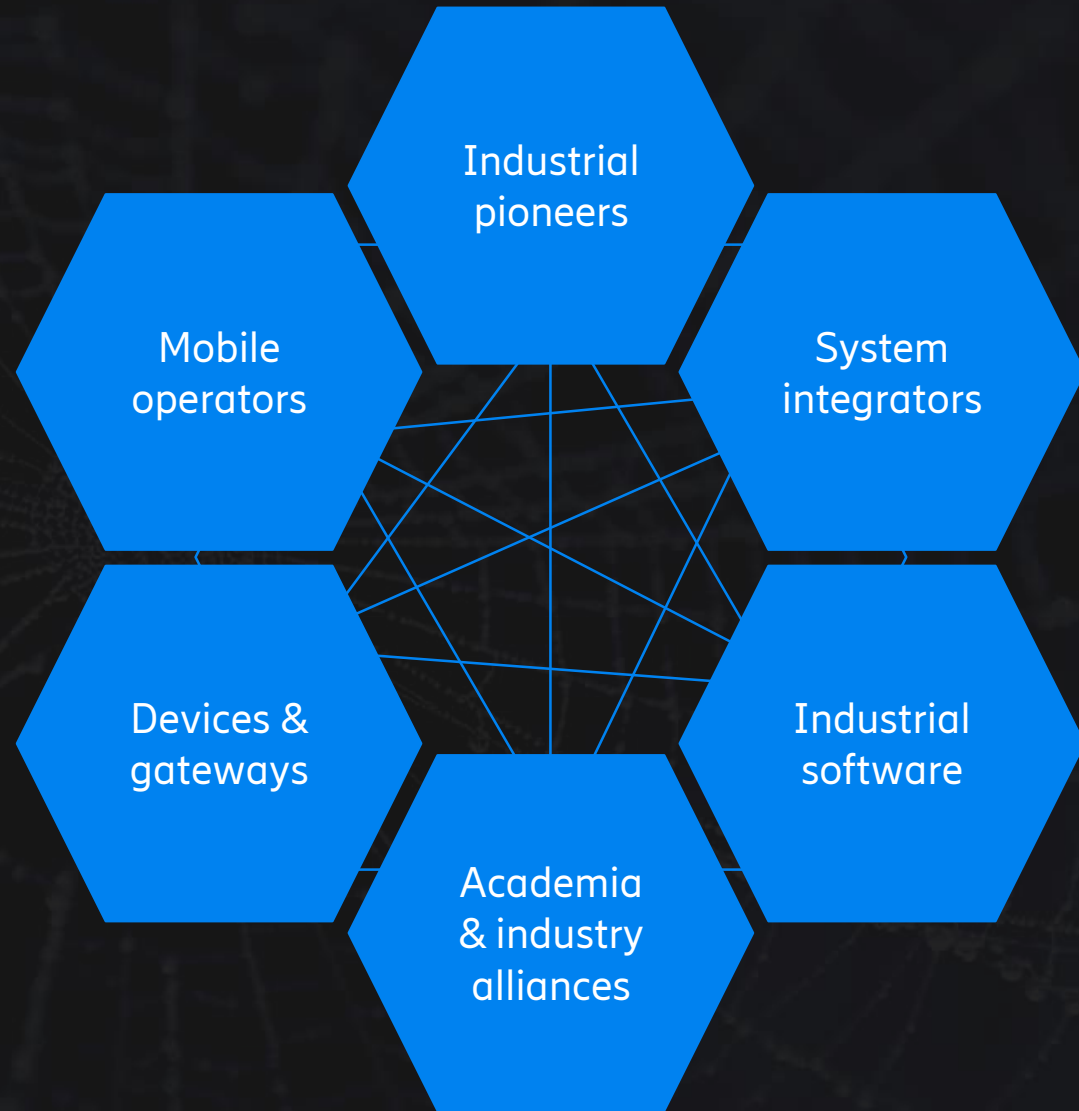 Industrial
pioneers
Mobile
operators
System
integrators
Devices &
gateways
Industrial
software
Academia
& industry
alliances